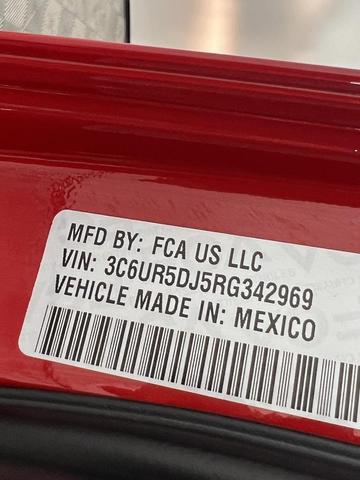 MFD BY: FCA US LLC
VIN: 3C6UR5DJ5RG342969
VEHICLE MADE IN: MEXICO